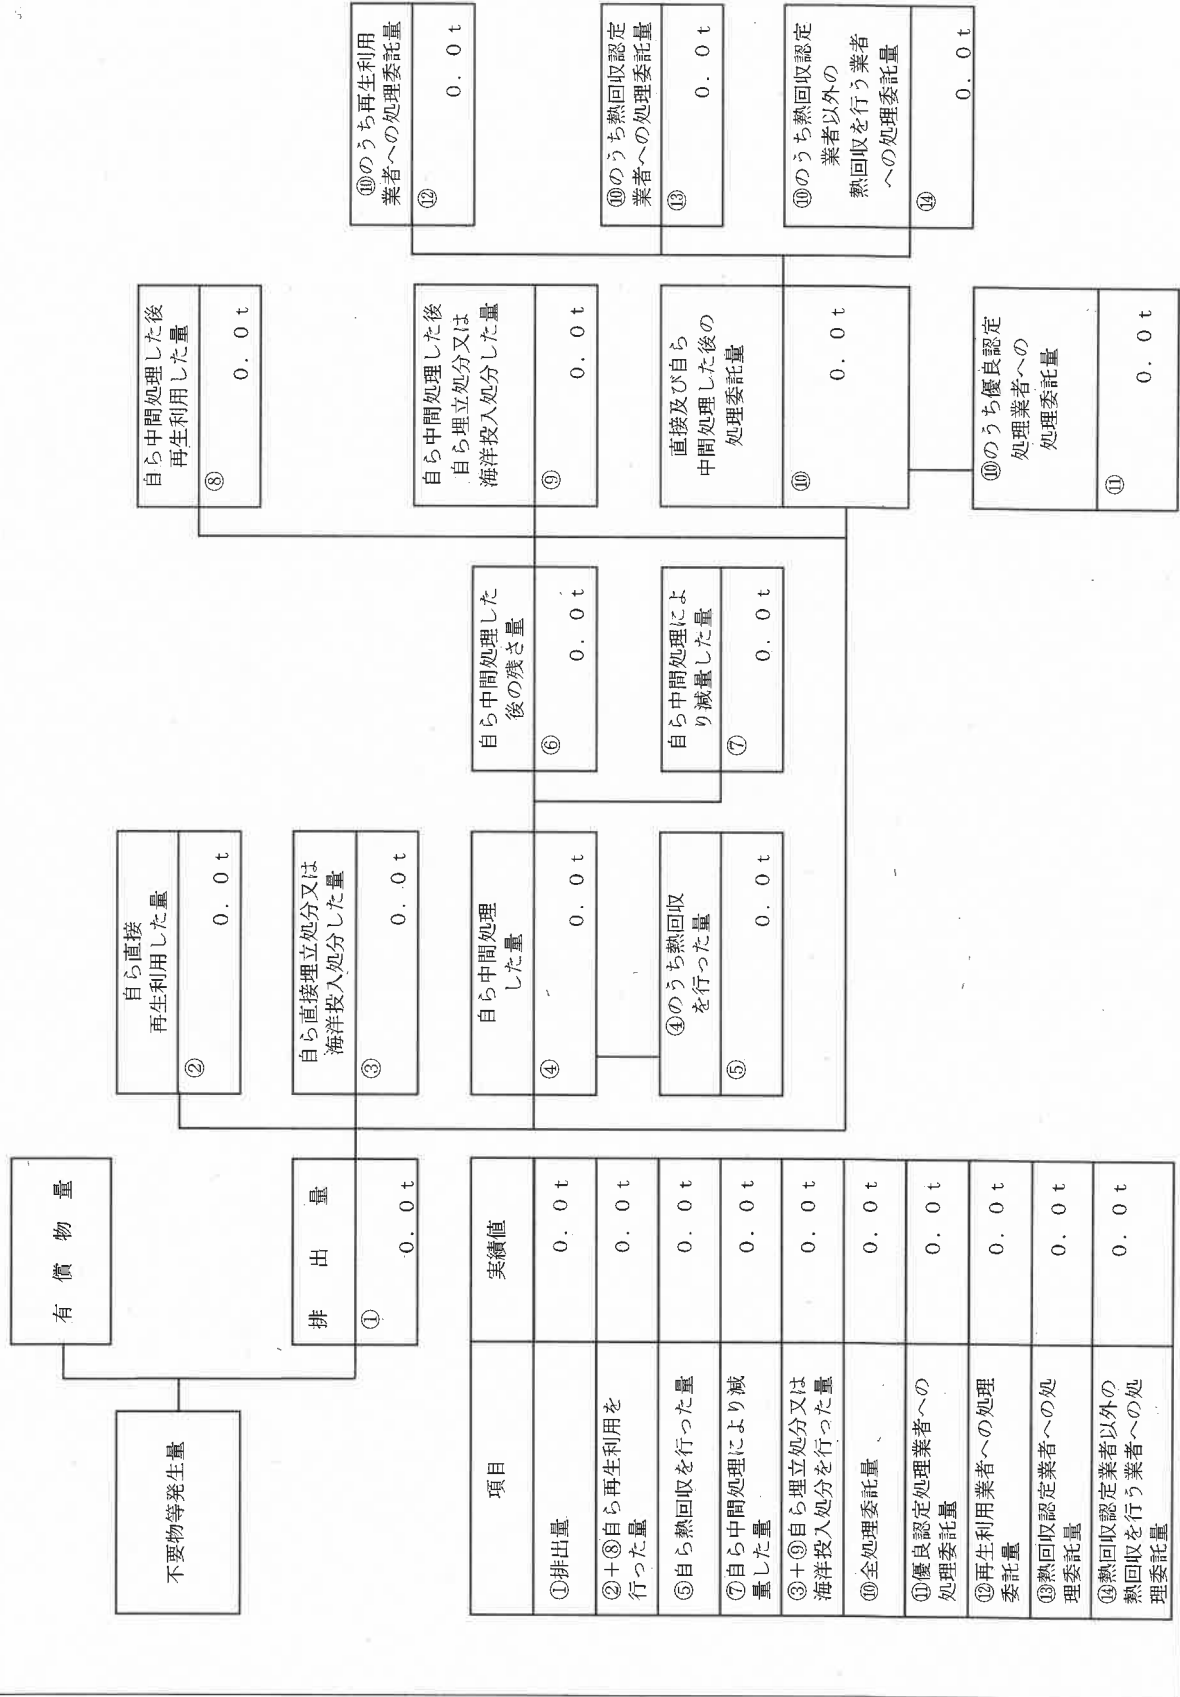 不要物等発生量
有償物量
排出量
①
0.0t
自ら直接
再生利用した量
②
0.0t
自ら直接埋立処分又は
海洋投入処分した量
③
0.0t
自ら中間処理
した量
④
0.0t
④のうち熱回収
を行った量
⑤
0.0t
自ら中間処理した
後の残さ量
⑥
0.0t
自ら中間処理によ
り減量した量
⑦
0.0t
自ら中間処理した後
再生利用した量
⑧
0.0t
自ら中間処理した後
自ら埋立処分又は
海洋投入処分した量
⑨
0.0t
直接及び自ら
中間処理した後の
処理委託量
⑩
0.0t
⑩のうち優良認定
処理業者への
処理委託量
⑪
0.0t
⑩のうち再生利用
業者への処理委託量
⑫
0.0t
⑩のうち熱回収認定
業者への処理委託量
⑬
0.0t
⑩のうち熱回収認定
業者以外の
熱回収を行う業者
への処理委託量
⑭
0.0t
項目 実績値
①排出量 0.0t
②+⑧自ら再生利用を
行った量 0.0t
⑤自ら熱回収を行った量 0.0t
⑦自ら中間処理により減
量した量 0.0t
③+⑨自ら埋立処分又は
海洋投入処分を行った量 0.0t
⑩全処理委託量 0.0t
⑪優良認定処理業者への
処理委託量 0.0t
⑫再生利用業者への処理
委託量 0.0t
⑬熱回収認定業者への処
理委託量 0.0t
⑭熱回収認定業者以外の
熱回収を行う業者への処
理委託量 0.0t